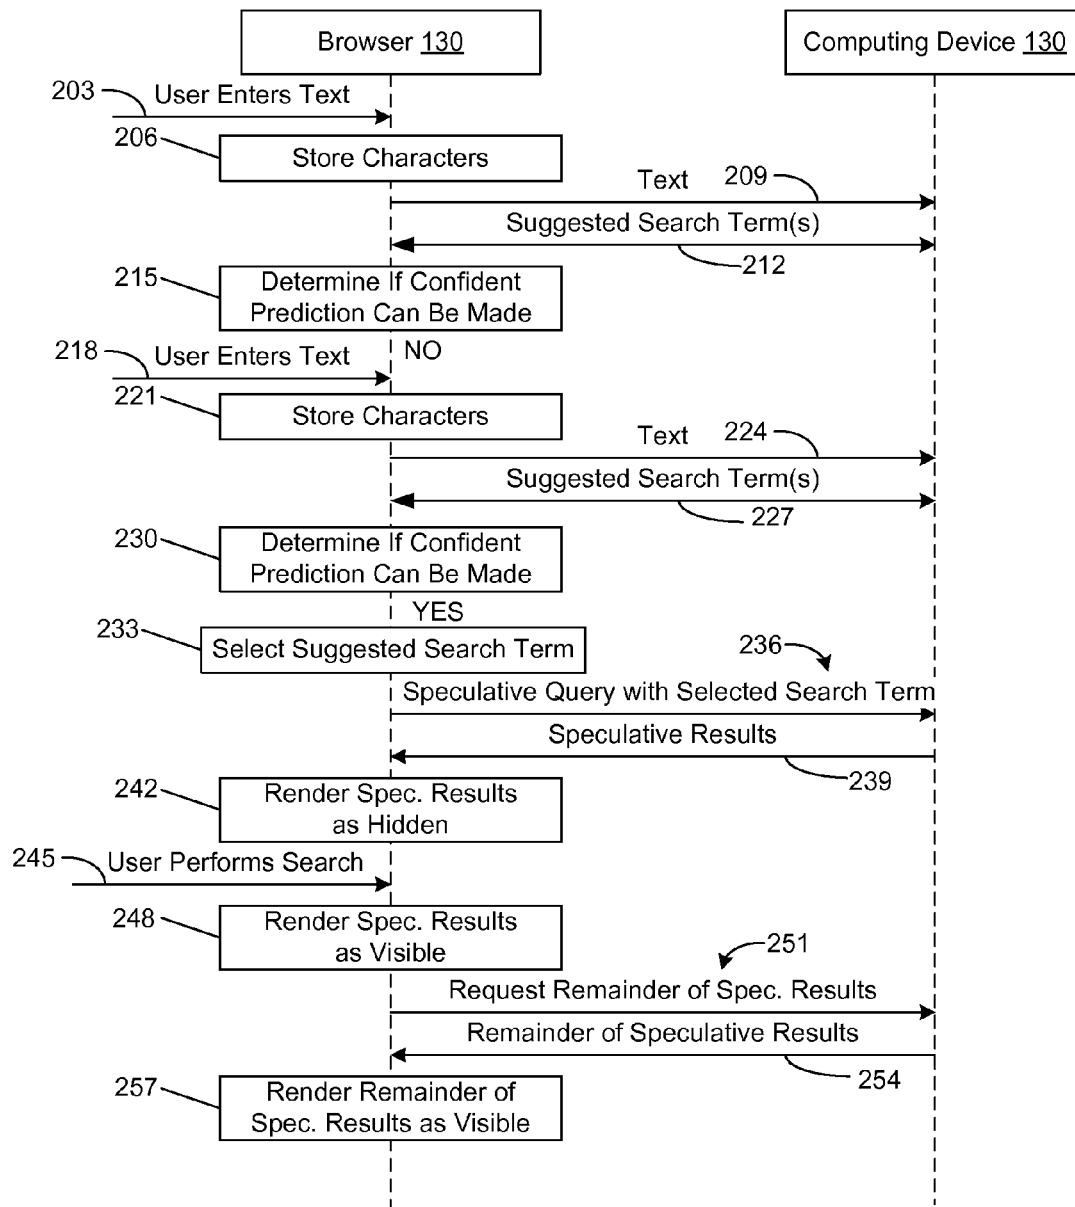 Browser 130
Computing Device 130
203
User Enters Text
206
Store Characters
Text
209
Suggested Search Term(s)
212
215
Determine If Confident
Prediction Can Be Made
NO
218
User Enters Text
221
Store Characters
Text
224
Suggested Search Term(s)
227
230
Determine If Confident
Prediction Can Be Made
YES
233
Select Suggested Search Term
236
Speculative Query with Selected Search Term
Speculative Results
239
242
Render Spec. Results
as Hidden
245
User Performs Search
248
Render Spec. Results
as Visible
251
Request Remainder of Spec. Results
Remainder of Speculative Results
254
257
Render Remainder of
Spec. Results as Visible